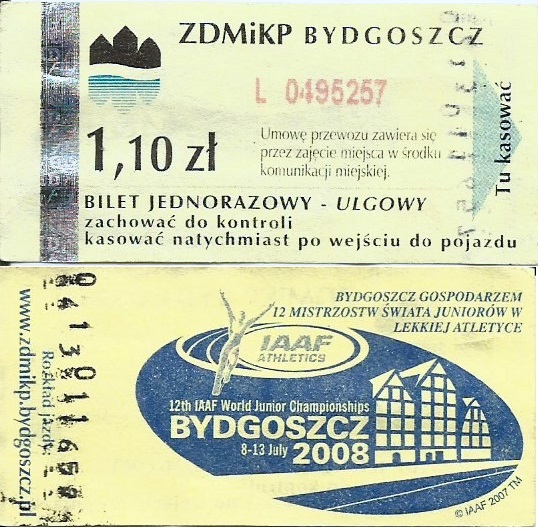 ZDMiKP BYDGOSZCZ
L 0495257
1,10 zł
Umowę przewozu zawiera się
przez zajęcie miejsca w środku
komunikacji miejskiej.
Tu kasować
BILET JEDNORAZOWY - ULGOWY
zachować do kontroli
kasować natychmiast po wejściu do pojazdu
BYDGOSZCZ GOSPODARZEM
12 MISTRZOSTW ŚWIATA JUNIORÓW W
LEKKIEJ ATLETYCE
IAAF
ATHLETICS
12th IAAF World Junior Championships
BYDGOSZCZ
8-13 July 2008
© IAAF 2007 TM
Rozkład jazdy:
www.zdmikp.bydgoszcz.pl